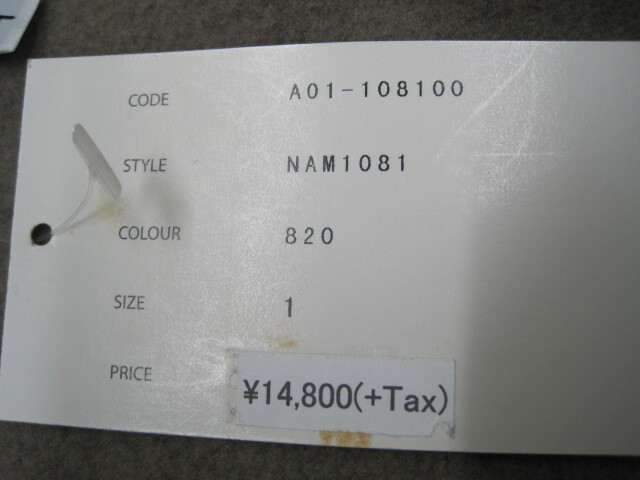 CODE A01-108100
STYLE NAM1081
COLOUR 820
SIZE 1
PRICE ¥14,800(+Tax)